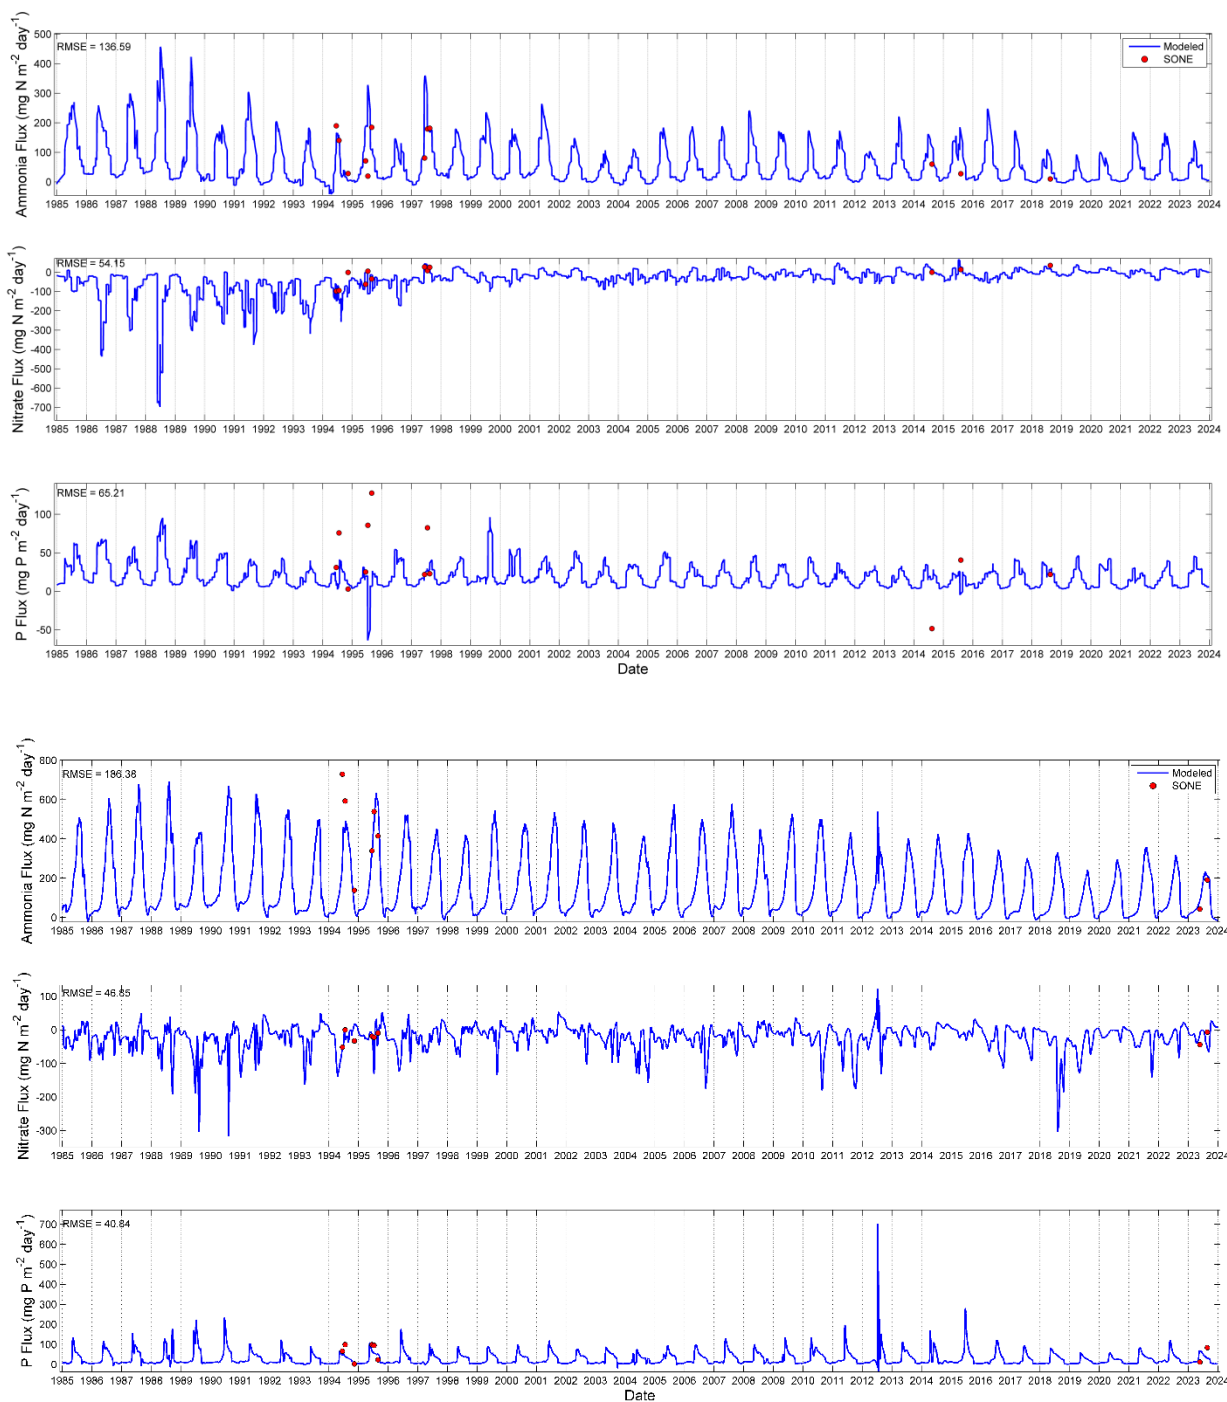 Ammonia Flux (mg N m⁻² day⁻¹)
500
400
300
200
100
0
RMSE = 136.59
Modeled
SONE
1985 1986 1987 1988 1989 1990 1991 1992 1993 1994 1995 1996 1997 1998 1999 2000 2001 2002 2003 2004 2005 2006 2007 2008 2009 2010 2011 2012 2013 2014 2015 2016 2017 2018 2019 2020 2021 2022 2023 2024
Nitrate Flux (mg N m⁻² day⁻¹)
0
-100
-200
-300
-400
-500
-600
-700
RMSE = 54.15
1985 1986 1987 1988 1989 1990 1991 1992 1993 1994 1995 1996 1997 1998 1999 2000 2001 2002 2003 2004 2005 2006 2007 2008 2009 2010 2011 2012 2013 2014 2015 2016 2017 2018 2019 2020 2021 2022 2023 2024
P Flux (mg P m⁻² day⁻¹)
100
50
0
-50
RMSE = 65.21
1985 1986 1987 1988 1989 1990 1991 1992 1993 1994 1995 1996 1997 1998 1999 2000 2001 2002 2003 2004 2005 2006 2007 2008 2009 2010 2011 2012 2013 2014 2015 2016 2017 2018 2019 2020 2021 2022 2023 2024
Date
Ammonia Flux (mg N m⁻² day⁻¹)
800
600
400
200
0
RMSE = 186.38
Modeled
SONE
1985 1986 1987 1988 1989 1990 1991 1992 1993 1994 1995 1996 1997 1998 1999 2000 2001 2002 2003 2004 2005 2006 2007 2008 2009 2010 2011 2012 2013 2014 2015 2016 2017 2018 2019 2020 2021 2022 2023 2024
Nitrate Flux (mg N m⁻² day⁻¹)
100
0
-100
-200
-300
RMSE = 46.85
1985 1986 1987 1988 1989 1990 1991 1992 1993 1994 1995 1996 1997 1998 1999 2000 2001 2002 2003 2004 2005 2006 2007 2008 2009 2010 2011 2012 2013 2014 2015 2016 2017 2018 2019 2020 2021 2022 2023 2024
P Flux (mg P m⁻² day⁻¹)
700
600
500
400
300
200
100
0
RMSE = 40.84
1985 1986 1987 1988 1989 1990 1991 1992 1993 1994 1995 1996 1997 1998 1999 2000 2001 2002 2003 2004 2005 2006 2007 2008 2009 2010 2011 2012 2013 2014 2015 2016 2017 2018 2019 2020 2021 2022 2023 2024
Date